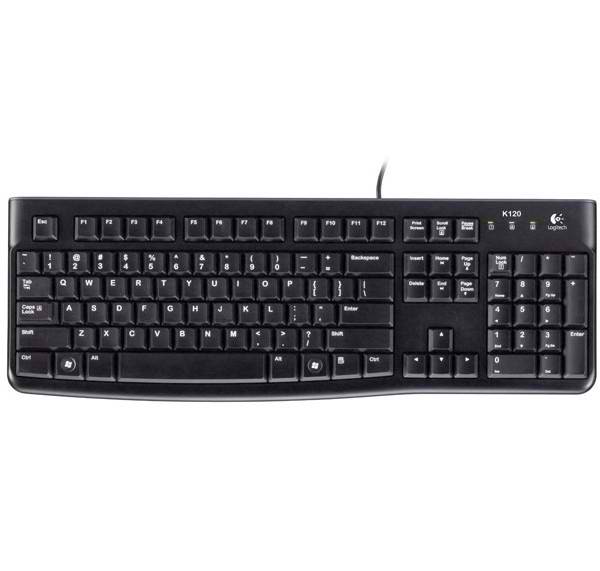 K120
Logitech
Esc F1 F2 F3 F4 F5 F6 F7 F8 F9 F10 F11 F12 Print Screen Scroll Lock Pause Break
~ ! @ # $ % ^ & * ( ) _ + Backspace Insert Home Page Up Num Lock / * -
` 1 2 3 4 5 6 7 8 9 0 - =
Tab Q W E R T Y U I O P { } | Delete End Page Down 7 8 9 +
[ ] \ Home PgUp
Caps Lock A S D F G H J K L : " Enter 4 5 6
; '
Shift Z X C V B N M < > ? Shift 1 2 3 Enter
, . /
End PgDn
Ctrl Alt Alt Ctrl 0 .
Ins Del